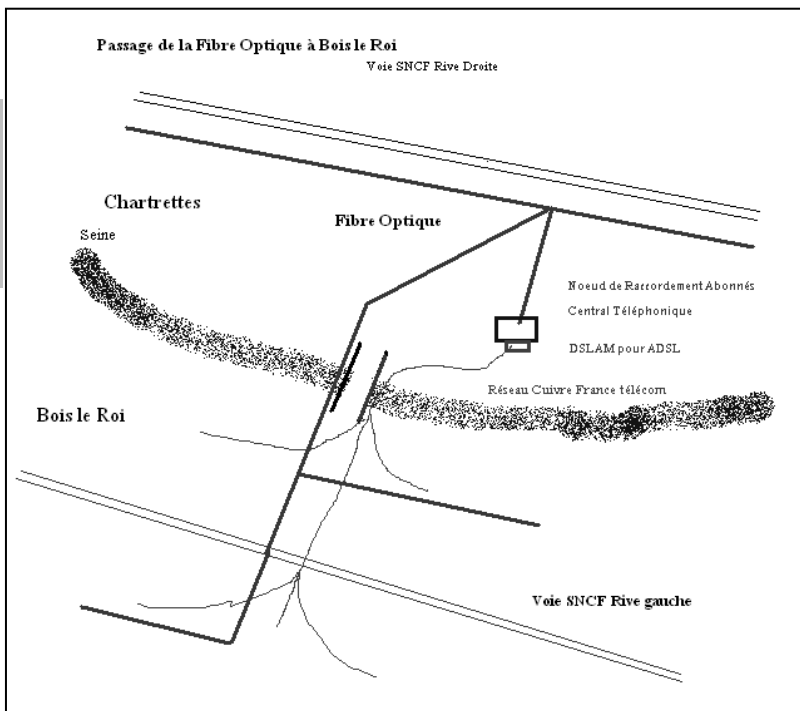 Passage de la Fibre Optique à Bois le Roi
Voie SNCF Rive Droite
Chartrettes
Fibre Optique
Seine
Noeud de Raccordement Abonnés
Central Téléphonique
DSLAM pour ADSL
Réseau Cuivre France télécom
Bois le Roi
Voie SNCF Rive gauche